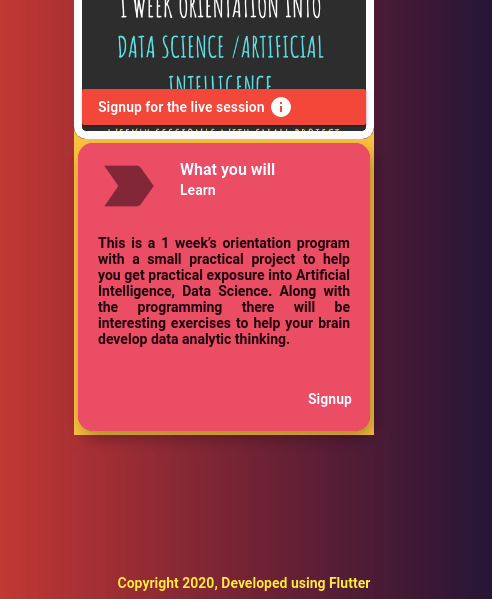 1 WEEK ORIENTATION INTO
DATA SCIENCE /ARTIFICIAL
INTELLIGENCE
Signup for the live session
What you will
Learn
This is a 1 week's orientation program
with a small practical project to help
you get practical exposure into Artificial
Intelligence, Data Science. Along with
the programming there will be
interesting exercises to help your brain
develop data analytic thinking.
Signup
Copyright 2020, Developed using Flutter